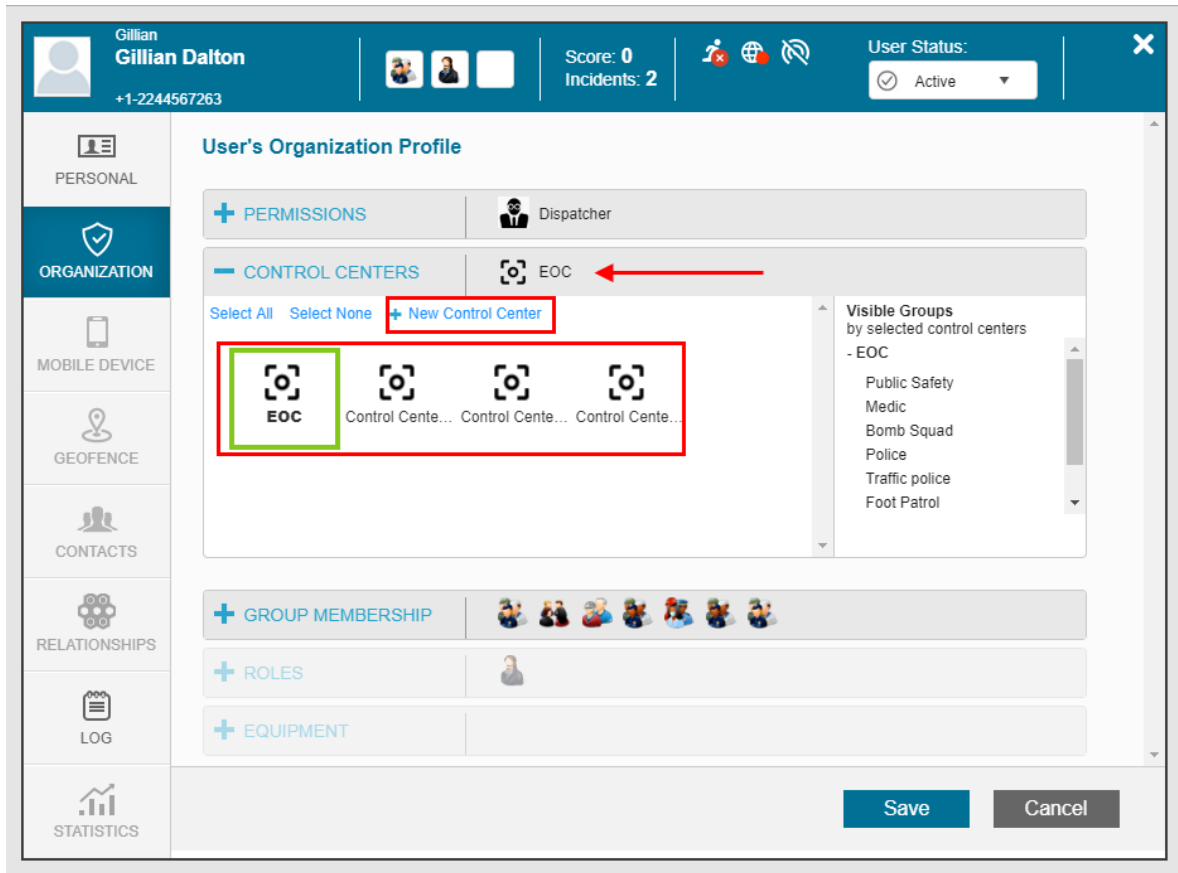 Gillian
Gillian Dalton
+1-2244567263
Score: 0
Incidents: 2
User Status:
Active
PERSONAL
ORGANIZATION
MOBILE DEVICE
GEOFENCE
CONTACTS
RELATIONSHIPS
LOG
STATISTICS
User's Organization Profile
PERMISSIONS
Dispatcher
CONTROL CENTERS
EOC
Select All Select None + New Control Center
EOC
Control Cente...
Control Cente...
Control Cente...
Visible Groups
by selected control centers
- EOC
Public Safety
Medic
Bomb Squad
Police
Traffic police
Foot Patrol
GROUP MEMBERSHIP
ROLES
EQUIPMENT
Save
Cancel